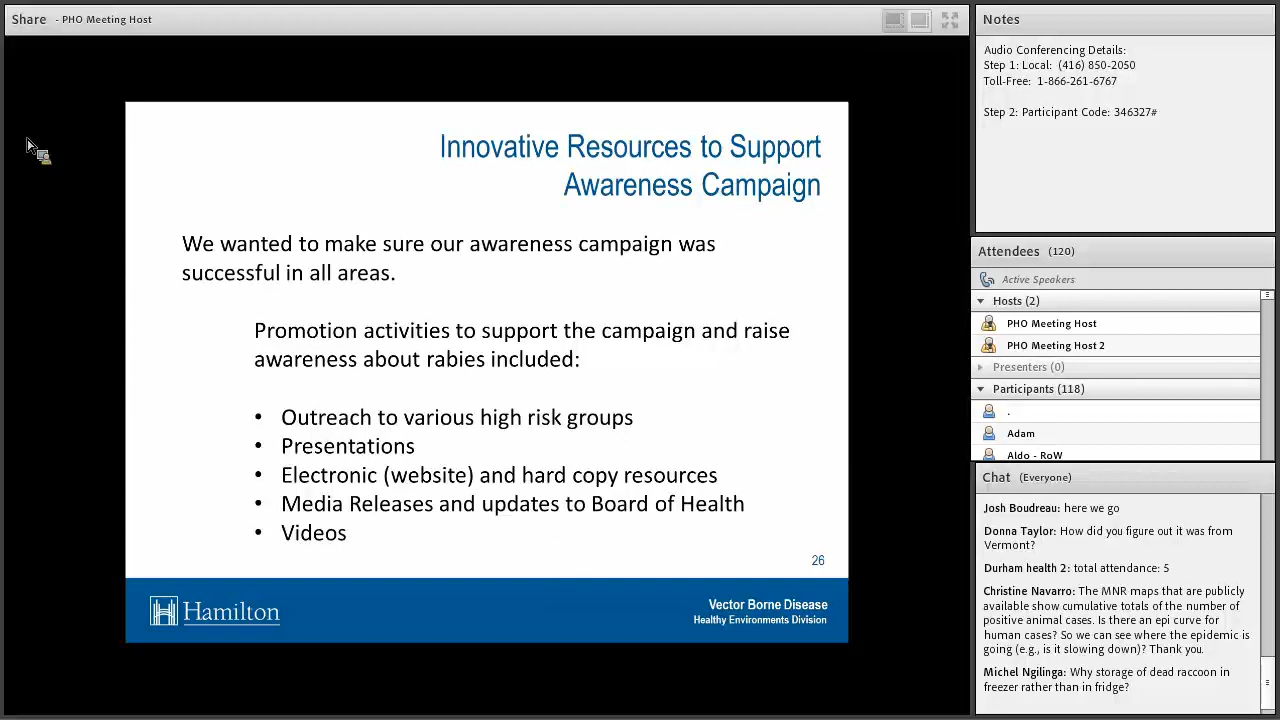 Share - PHO Meeting Host
Innovative Resources to Support
Awareness Campaign
We wanted to make sure our awareness campaign was
successful in all areas.
Promotion activities to support the campaign and raise
awareness about rabies included:
• Outreach to various high risk groups
• Presentations
• Electronic (website) and hard copy resources
• Media Releases and updates to Board of Health
• Videos
26
Hamilton
Vector Borne Disease
Healthy Environments Division
Notes
Audio Conferencing Details:
Step 1: Local: (416) 850-2050
Toll-Free: 1-866-261-6767
Step 2: Participant Code: 346327#
Attendees (120)
Active Speakers
Hosts (2)
PHO Meeting Host
PHO Meeting Host 2
Presenters (0)
Participants (118)
.
Adam
Aldo - RoW
Chat (Everyone)
Josh Boudreau: here we go
Donna Taylor: How did you figure out it was from
Vermont?
Durham health 2: total attendance: 5
Christine Navarro: The MNR maps that are publicly
available show cumulative totals of the number of
positive animal cases. Is there an epi curve for
human cases? So we can see where the epidemic is
going (e.g., is it slowing down)? Thank you.
Michel Ngilinga: Why storage of dead raccoon in
freezer rather than in fridge?